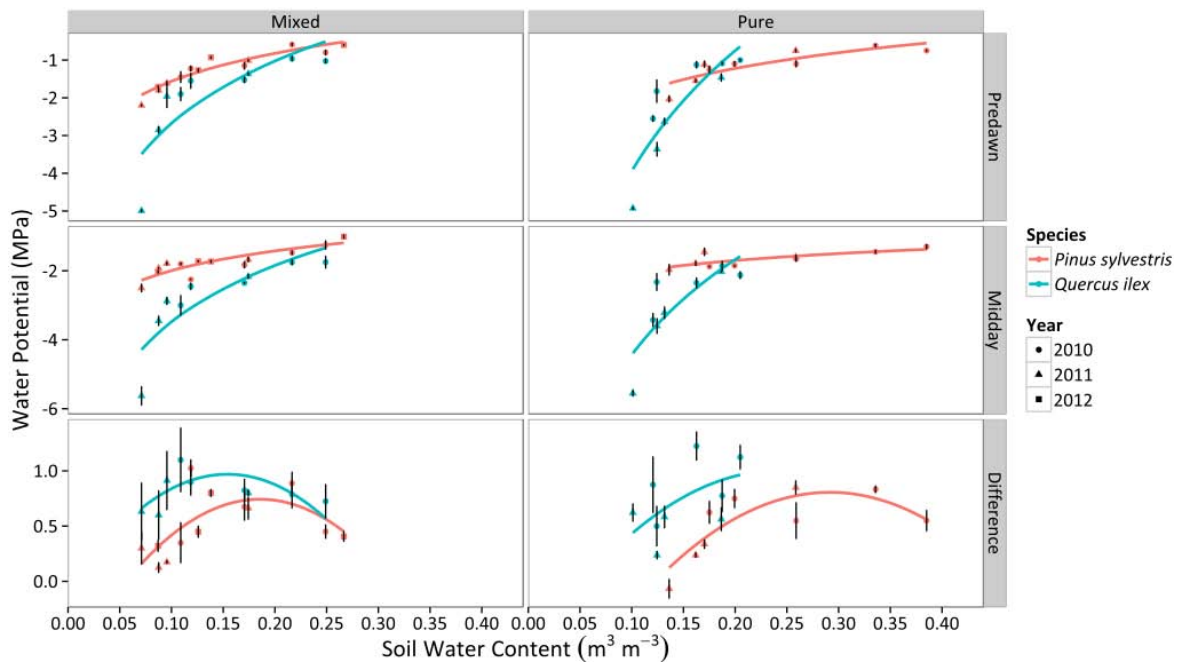 Mixed Pure
-1
-2
-3
-4
-5
Predawn
-2
-4
-6
Midday
1.0
0.5
0.0
Difference
Water Potential (MPa)
0.00 0.05 0.10 0.15 0.20 0.25 0.30 0.35 0.40 0.00 0.05 0.10 0.15 0.20 0.25 0.30 0.35 0.40
Soil Water Content (m³ m⁻³)
Species
Pinus sylvestris
Quercus ilex
Year
2010
2011
2012